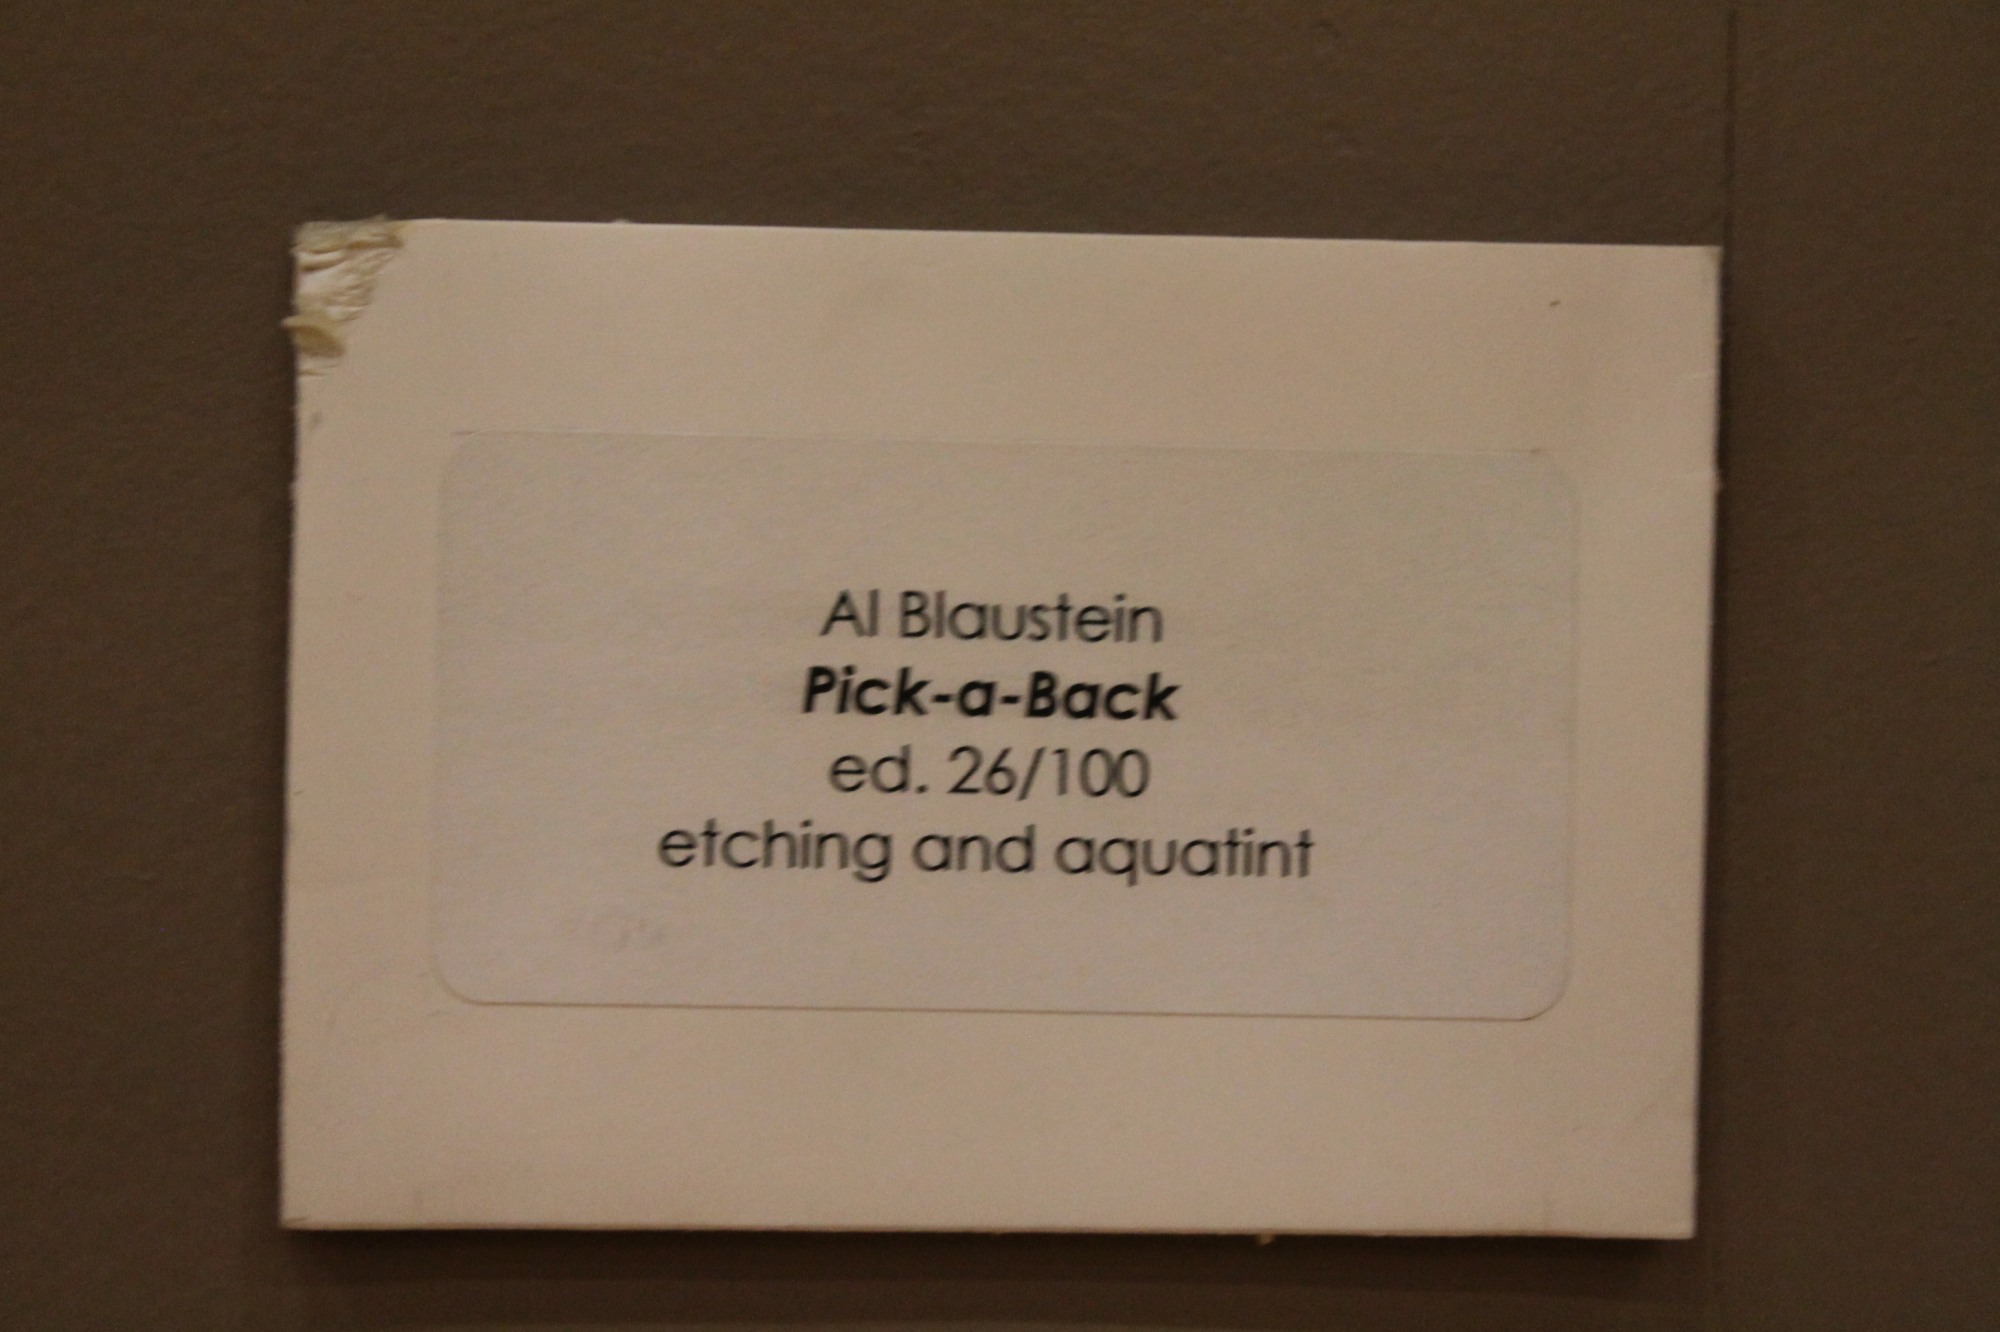 Al Blaustein
Pick-a-Back
ed. 26/100
etching and aquatint